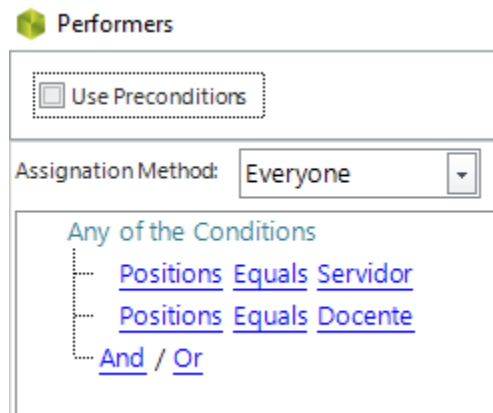 Performers
Use Preconditions
Assignation Method: Everyone
Any of the Conditions
Positions Equals Servidor
Positions Equals Docente
And / Or